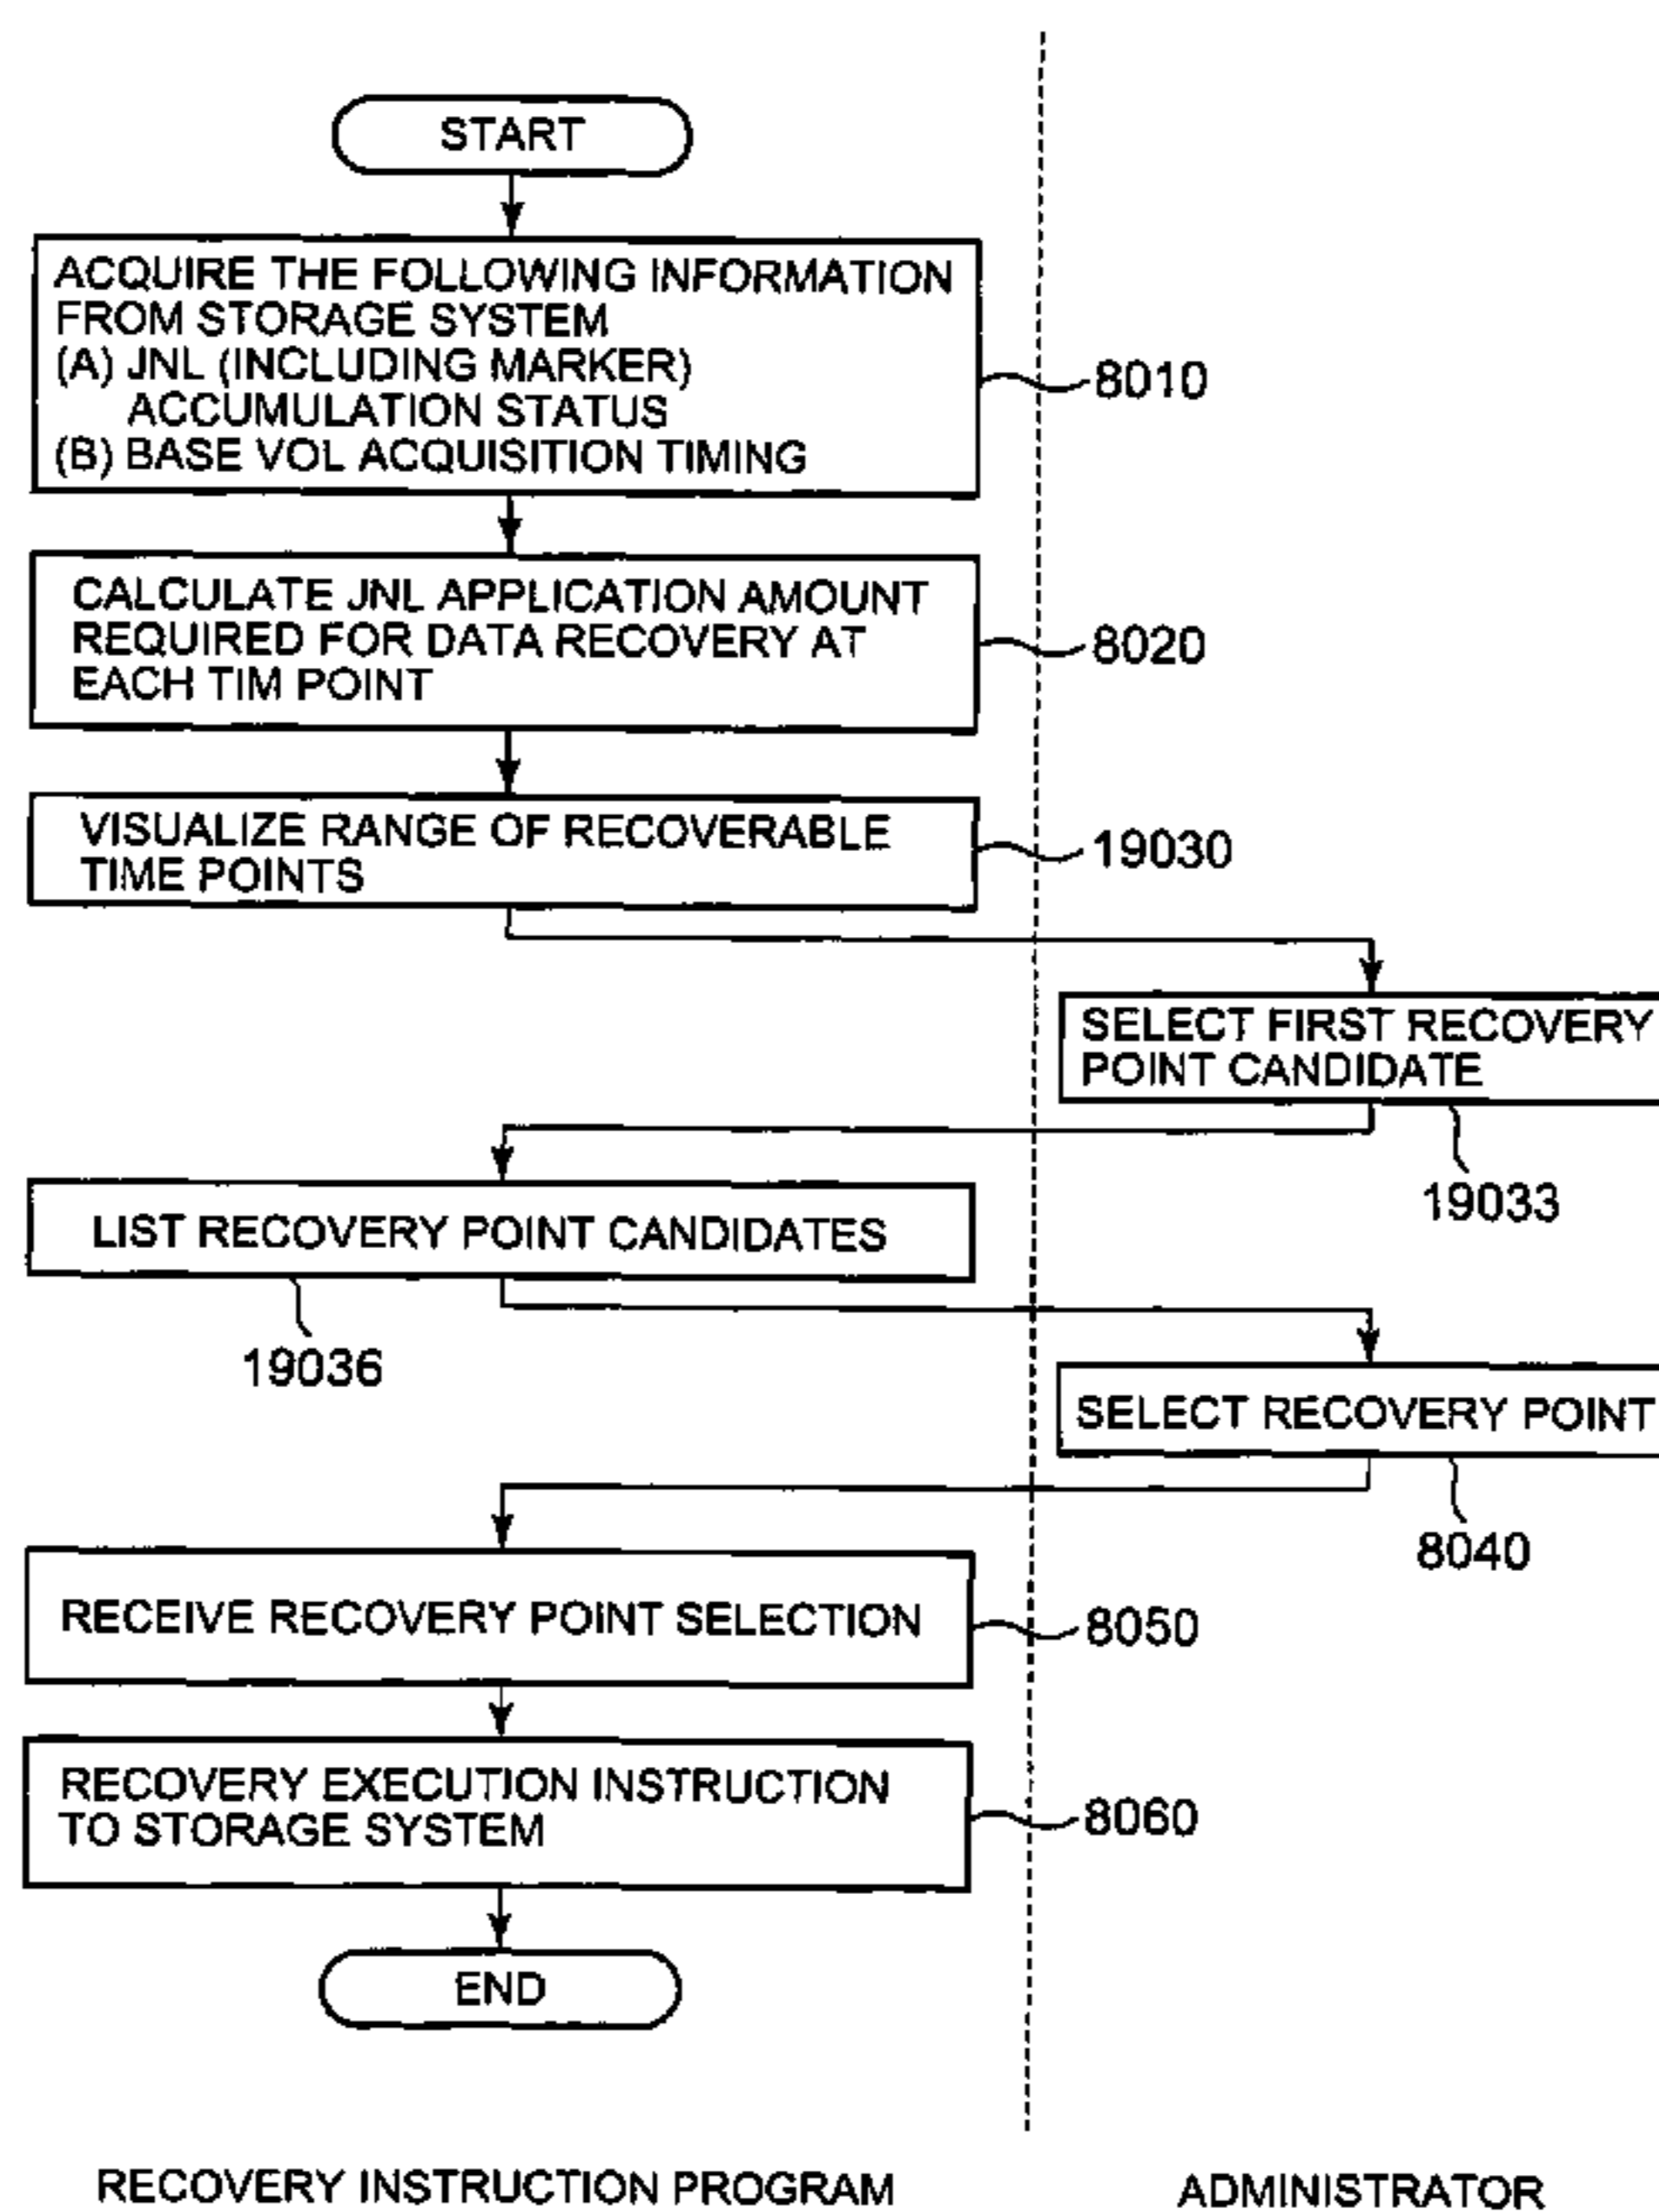 START
ACQUIRE THE FOLLOWING INFORMATION
FROM STORAGE SYSTEM
(A) JNL (INCLUDING MARKER)
ACCUMULATION STATUS
(B) BASE VOL ACQUISITION TIMING
8010
CALCULATE JNL APPLICATION AMOUNT
REQUIRED FOR DATA RECOVERY AT
EACH TIM POINT
8020
VISUALIZE RANGE OF RECOVERABLE
TIME POINTS
19030
SELECT FIRST RECOVERY
POINT CANDIDATE
19033
LIST RECOVERY POINT CANDIDATES
19036
SELECT RECOVERY POINT
8040
RECEIVE RECOVERY POINT SELECTION
8050
RECOVERY EXECUTION INSTRUCTION
TO STORAGE SYSTEM
8060
END
RECOVERY INSTRUCTION PROGRAM
ADMINISTRATOR